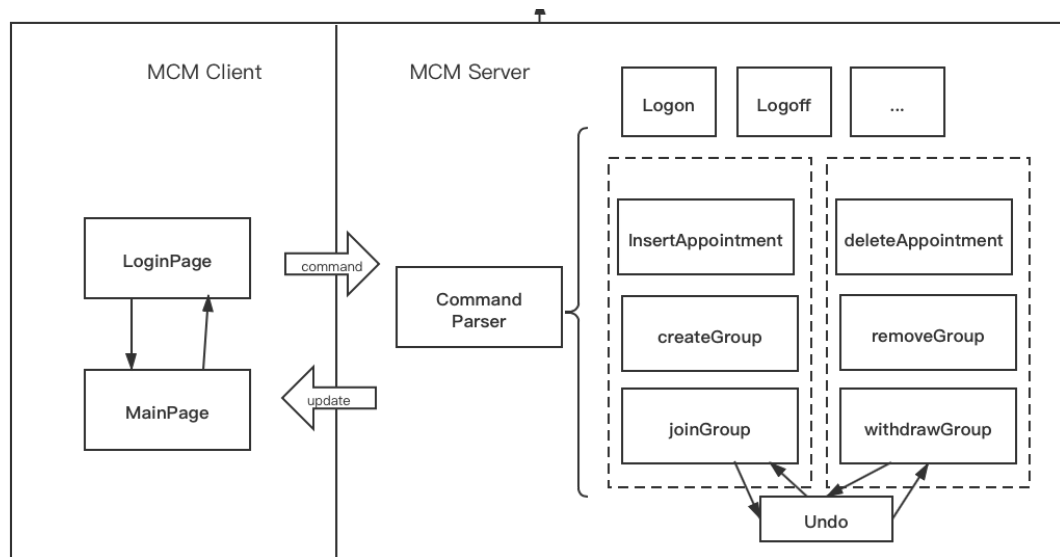 MCM Client
MCM Server
Logon
Logoff
...
InsertAppointment
deleteAppointment
LoginPage
command
Command
Parser
createGroup
removeGroup
MainPage
update
joinGroup
withdrawGroup
Undo